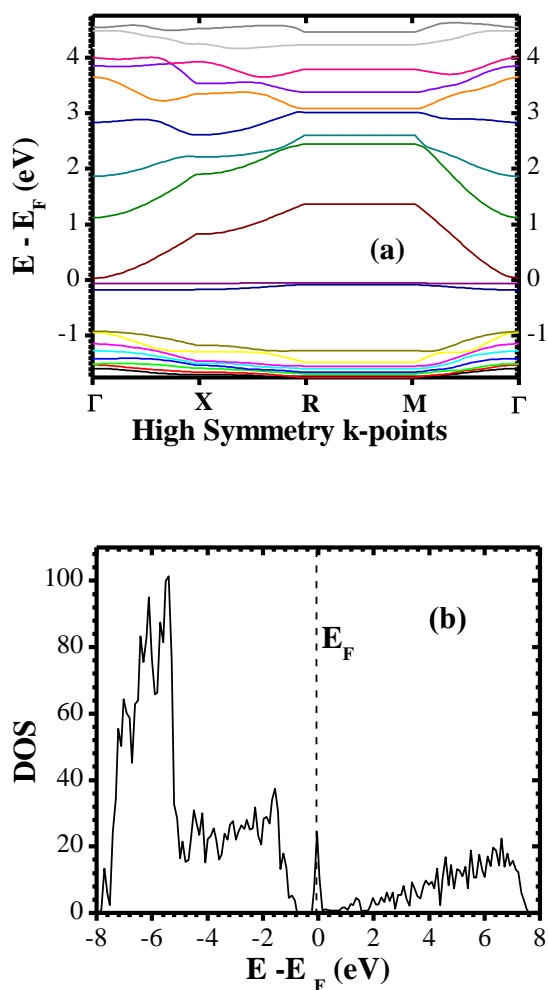 4
4
3
3
2
2
1
1
0
0
-1
-1
E - E_F (eV)
(a)
Γ X R M Γ
High Symmetry k-points
100
80
60
40
20
0
DOS
(b)
E_F
-8 -6 -4 -2 0 2 4 6 8
E -E_F (eV)